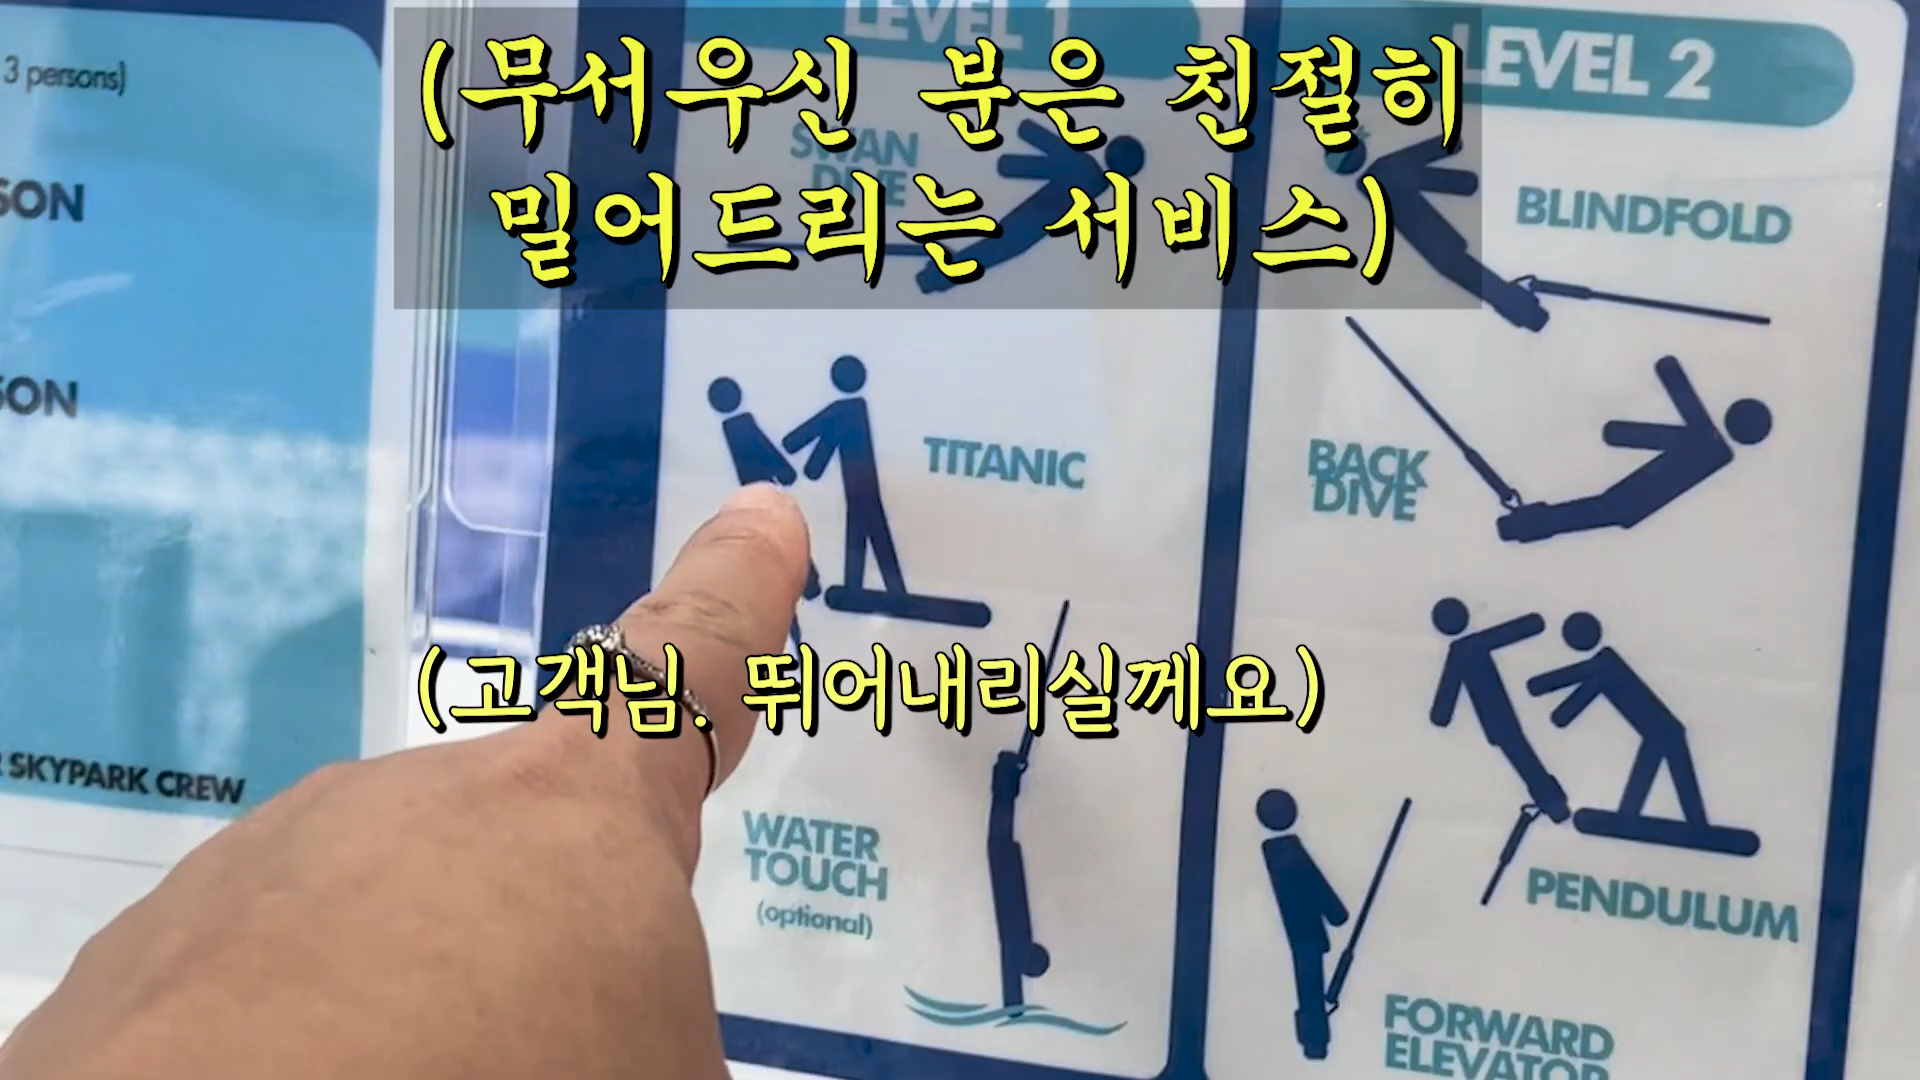 3 persons)
SON
SON
R SKYPARK CREW
LEVEL 1
(무서우신 분은 친절히
밀어드리는 서비스)
SWAN
DIVE
TITANIC
(고객님. 뛰어내리실께요)
WATER
TOUCH
(optional)
LEVEL 2
BLINDFOLD
BACK
DIVE
PENDULUM
FORWARD
ELEVATOR